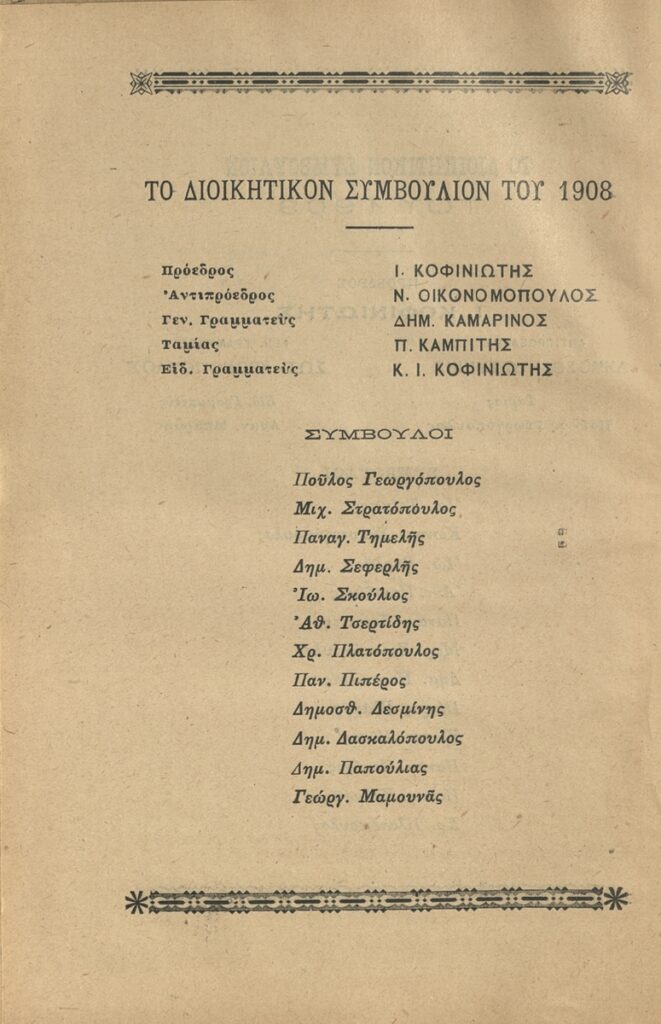 ΤΟ ΔΙΟΙΚΗΤΙΚΟΝ ΣΥΜΒΟΥΛΙΟΝ ΤΟΥ 1908
Πρόεδρος Ι. ΚΟΦΙΝΙΩΤΗΣ
Ἀντιπρόεδρος Ν. ΟΙΚΟΝΟΜΟΠΟΥΛΟΣ
Γεν. Γραμματεὺς ΔΗΜ. ΚΑΜΑΡΙΝΟΣ
Ταμίας Π. ΚΑΜΠΙΤΗΣ
Εἰδ. Γραμματεὺς Κ. Ι. ΚΟΦΙΝΙΩΤΗΣ
ΣΥΜΒΟΥΛΟΙ
Ποῦλος Γεωργόπουλος
Μιχ. Στρατόπουλος
Παναγ. Τημελῆς
Δημ. Σεφερλῆς
Ἰω. Σκούλιος
Ἀθ. Τσερτίδης
Χρ. Πλατόπουλος
Παν. Πιπέρος
Δημοσθ. Δεσμίνης
Δημ. Δασκαλόπουλος
Δημ. Παπούλιας
Γεώργ. Μαμουνᾶς